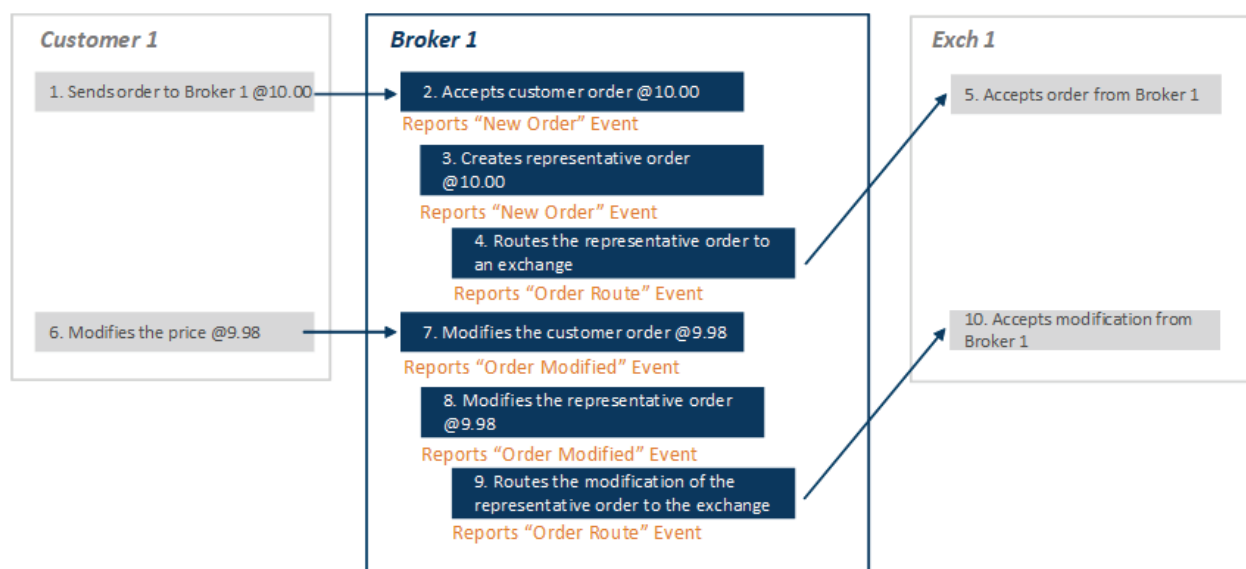 Customer 1
Broker 1
Exch 1
1. Sends order to Broker 1 @10.00
2. Accepts customer order @10.00
5. Accepts order from Broker 1
Reports “New Order” Event
3. Creates representative order
@10.00
Reports “New Order” Event
4. Routes the representative order to
an exchange
Reports “Order Route” Event
6. Modifies the price @9.98
7. Modifies the customer order @9.98
10. Accepts modification from
Broker 1
Reports “Order Modified” Event
8. Modifies the representative order
@9.98
Reports “Order Modified” Event
9. Routes the modification of the
representative order to the exchange
Reports “Order Route” Event